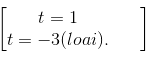 t = 1
t = −3(loai).